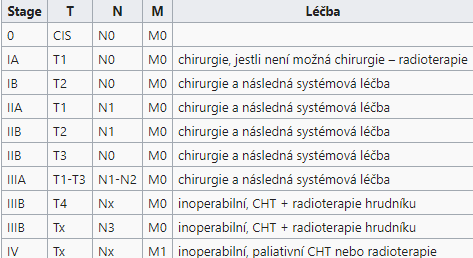 Stage T N M Léčba
0 CIS N0 M0
IA T1 N0 M0 chirurgie, jestli není možná chirurgie – radioterapie
IB T2 N0 M0 chirurgie a následná systémová léčba
IIA T1 N1 M0 chirurgie a následná systémová léčba
IIB T2 N1 M0 chirurgie a následná systémová léčba
IIB T3 N0 M0 chirurgie a následná systémová léčba
IIIA T1-T3 N1-N2 M0 chirurgie a následná systémová léčba
IIIB T4 Nx M0 inoperabilní, CHT + radioterapie hrudníku
IIIB Tx N3 M0 inoperabilní, CHT + radioterapie hrudníku
IV Tx Nx M1 inoperabilní, paliativní CHT nebo radioterapie